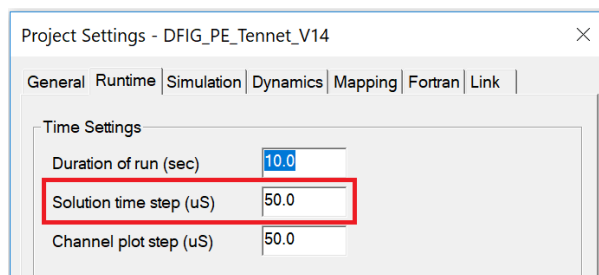 Project Settings - DFIG_PE_Tennet_V14
General Runtime Simulation Dynamics Mapping Fortran Link
Time Settings
Duration of run (sec) 10.0
Solution time step (uS) 50.0
Channel plot step (uS) 50.0